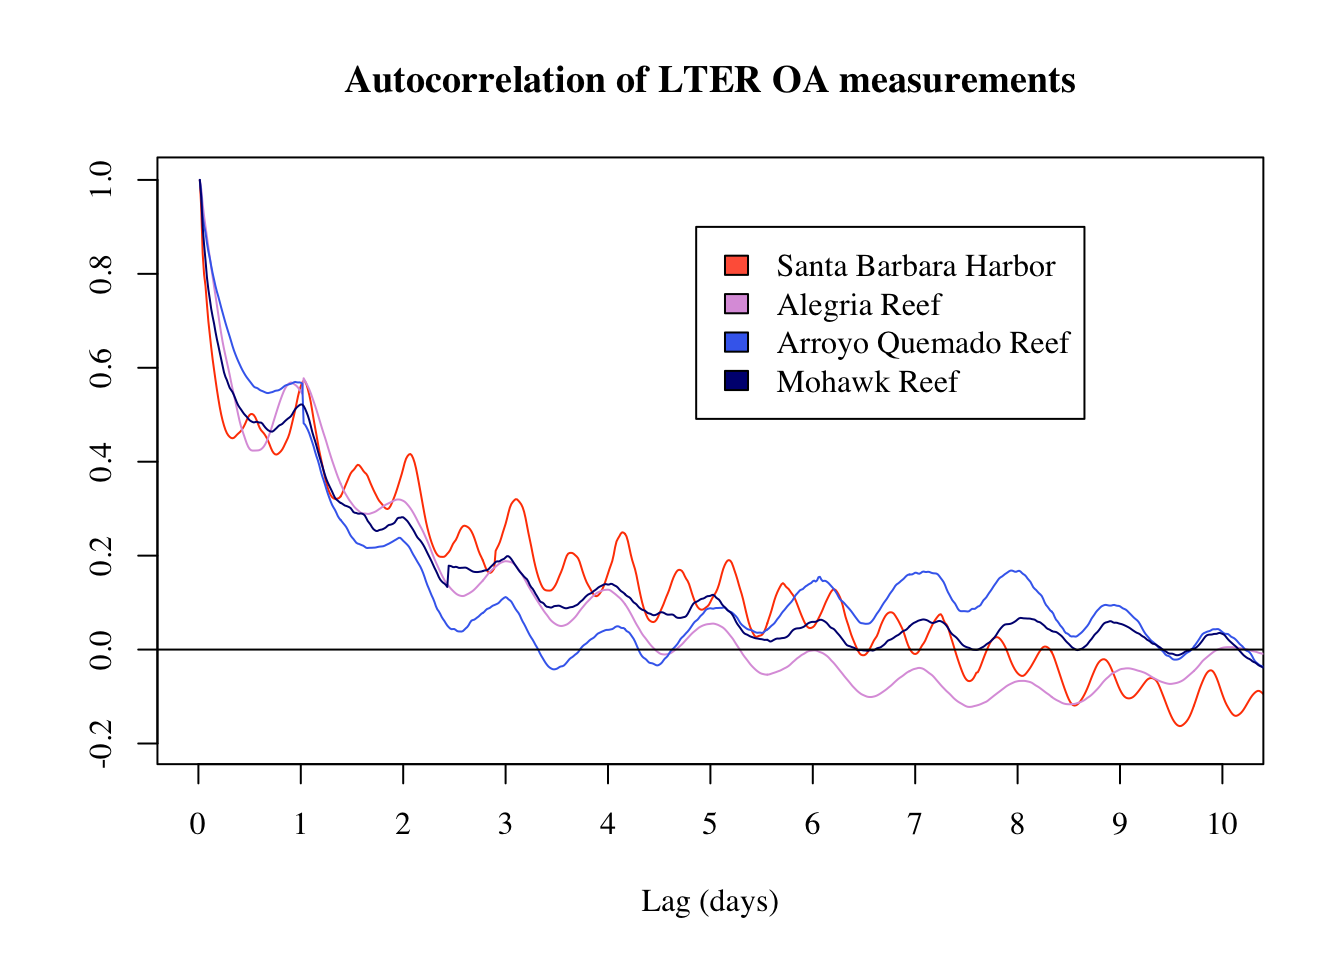 Autocorrelation of LTER OA measurements
1.0
0.8
0.6
0.4
0.2
0.0
-0.2
Santa Barbara Harbor
Alegria Reef
Arroyo Quemado Reef
Mohawk Reef
0 1 2 3 4 5 6 7 8 9 10
Lag (days)